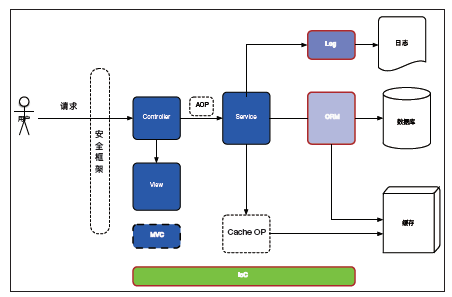 Log
日志
AOP
请求
用户
Controller
Service
ORM
数据库
安全框架
View
MVC
Cache OP
缓存
IoC